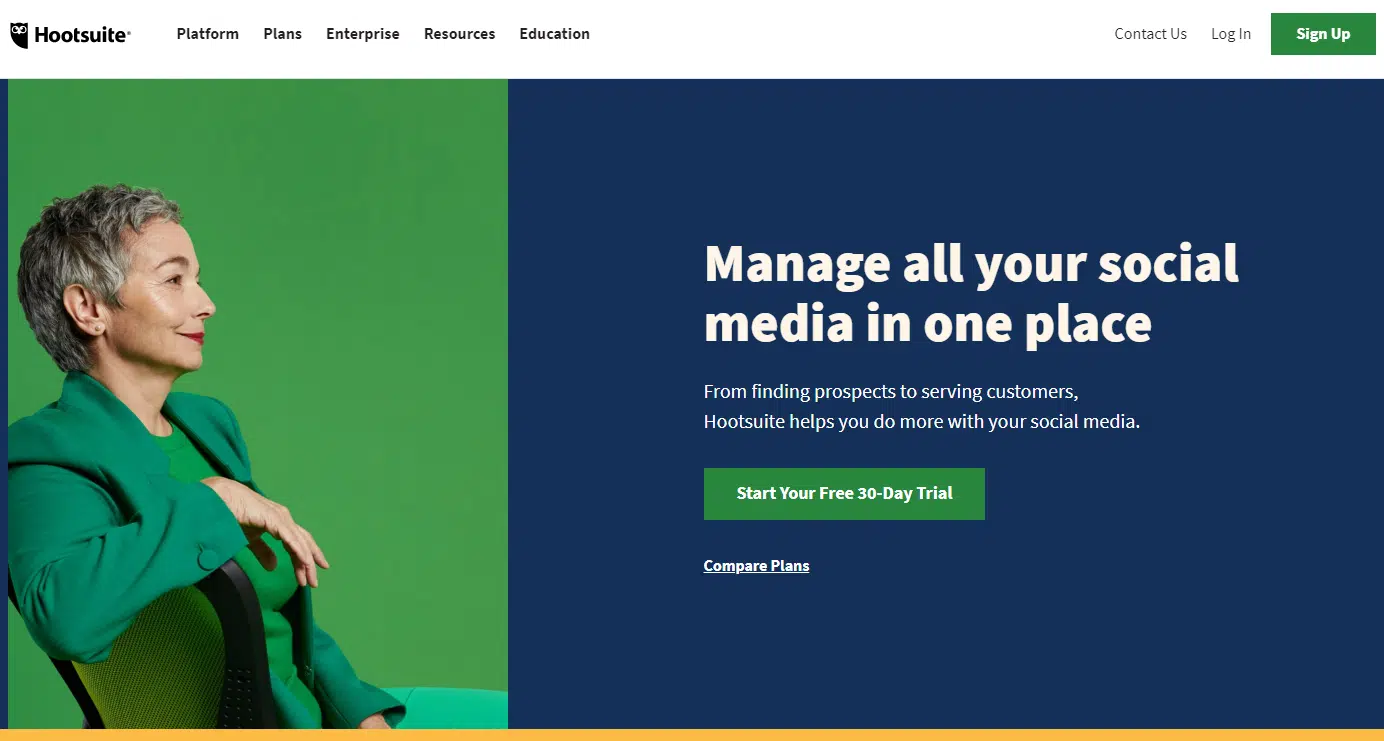 Hootsuite®
Platform
Plans
Enterprise
Resources
Education
Contact Us
Log In
Sign Up
Manage all your social
media in one place
From finding prospects to serving customers,
Hootsuite helps you do more with your social media.
Start Your Free 30-Day Trial
Compare Plans